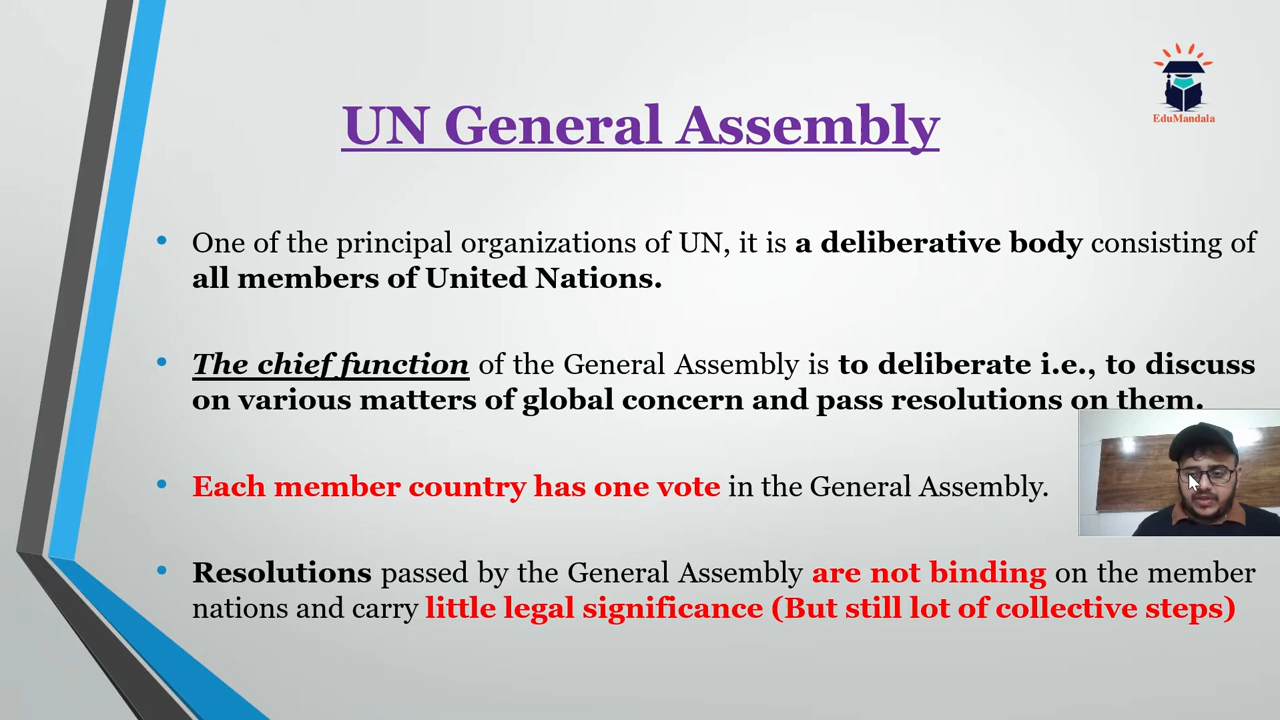 EduMandala
UN General Assembly
• One of the principal organizations of UN, it is a deliberative body consisting of
all members of United Nations.
• The chief function of the General Assembly is to deliberate i.e., to discuss
on various matters of global concern and pass resolutions on them.
• Each member country has one vote in the General Assembly.
• Resolutions passed by the General Assembly are not binding on the member
nations and carry little legal significance (But still lot of collective steps)